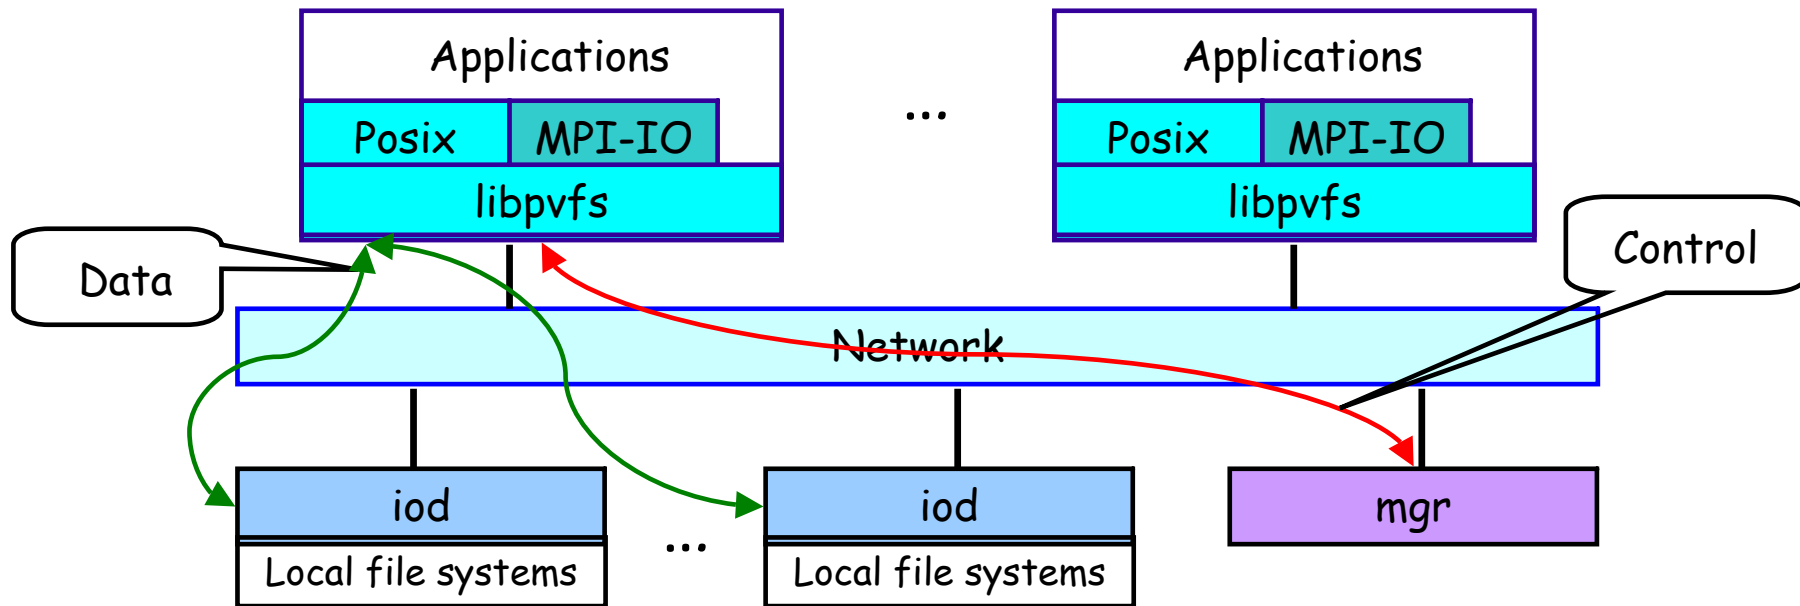 Applications
Applications
...
Posix
MPI-IO
Posix
MPI-IO
libpvfs
libpvfs
Data
Control
Network
iod
iod
mgr
...
Local file systems
Local file systems